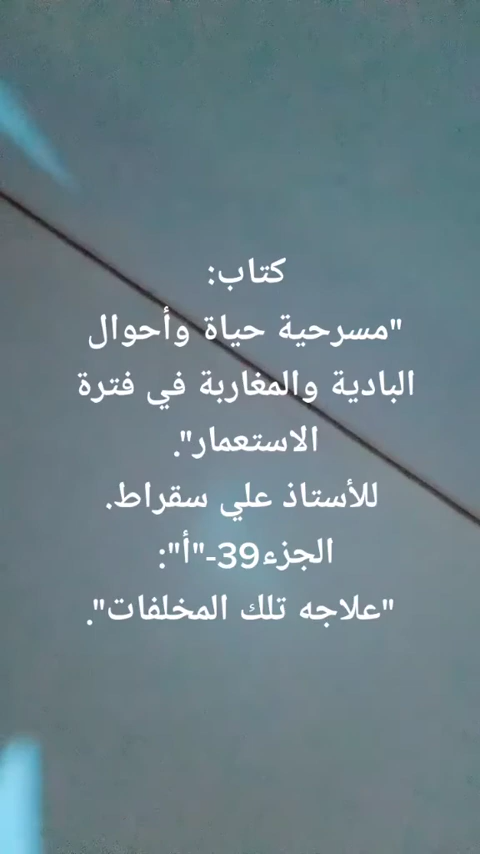 كتاب:
"مسرحية حياة وأحوال
البادية والمغاربة في فترة
الاستعمار".
للأستاذ علي سقراط.
الجزء39-"أ":
"علاجه تلك المخلفات".